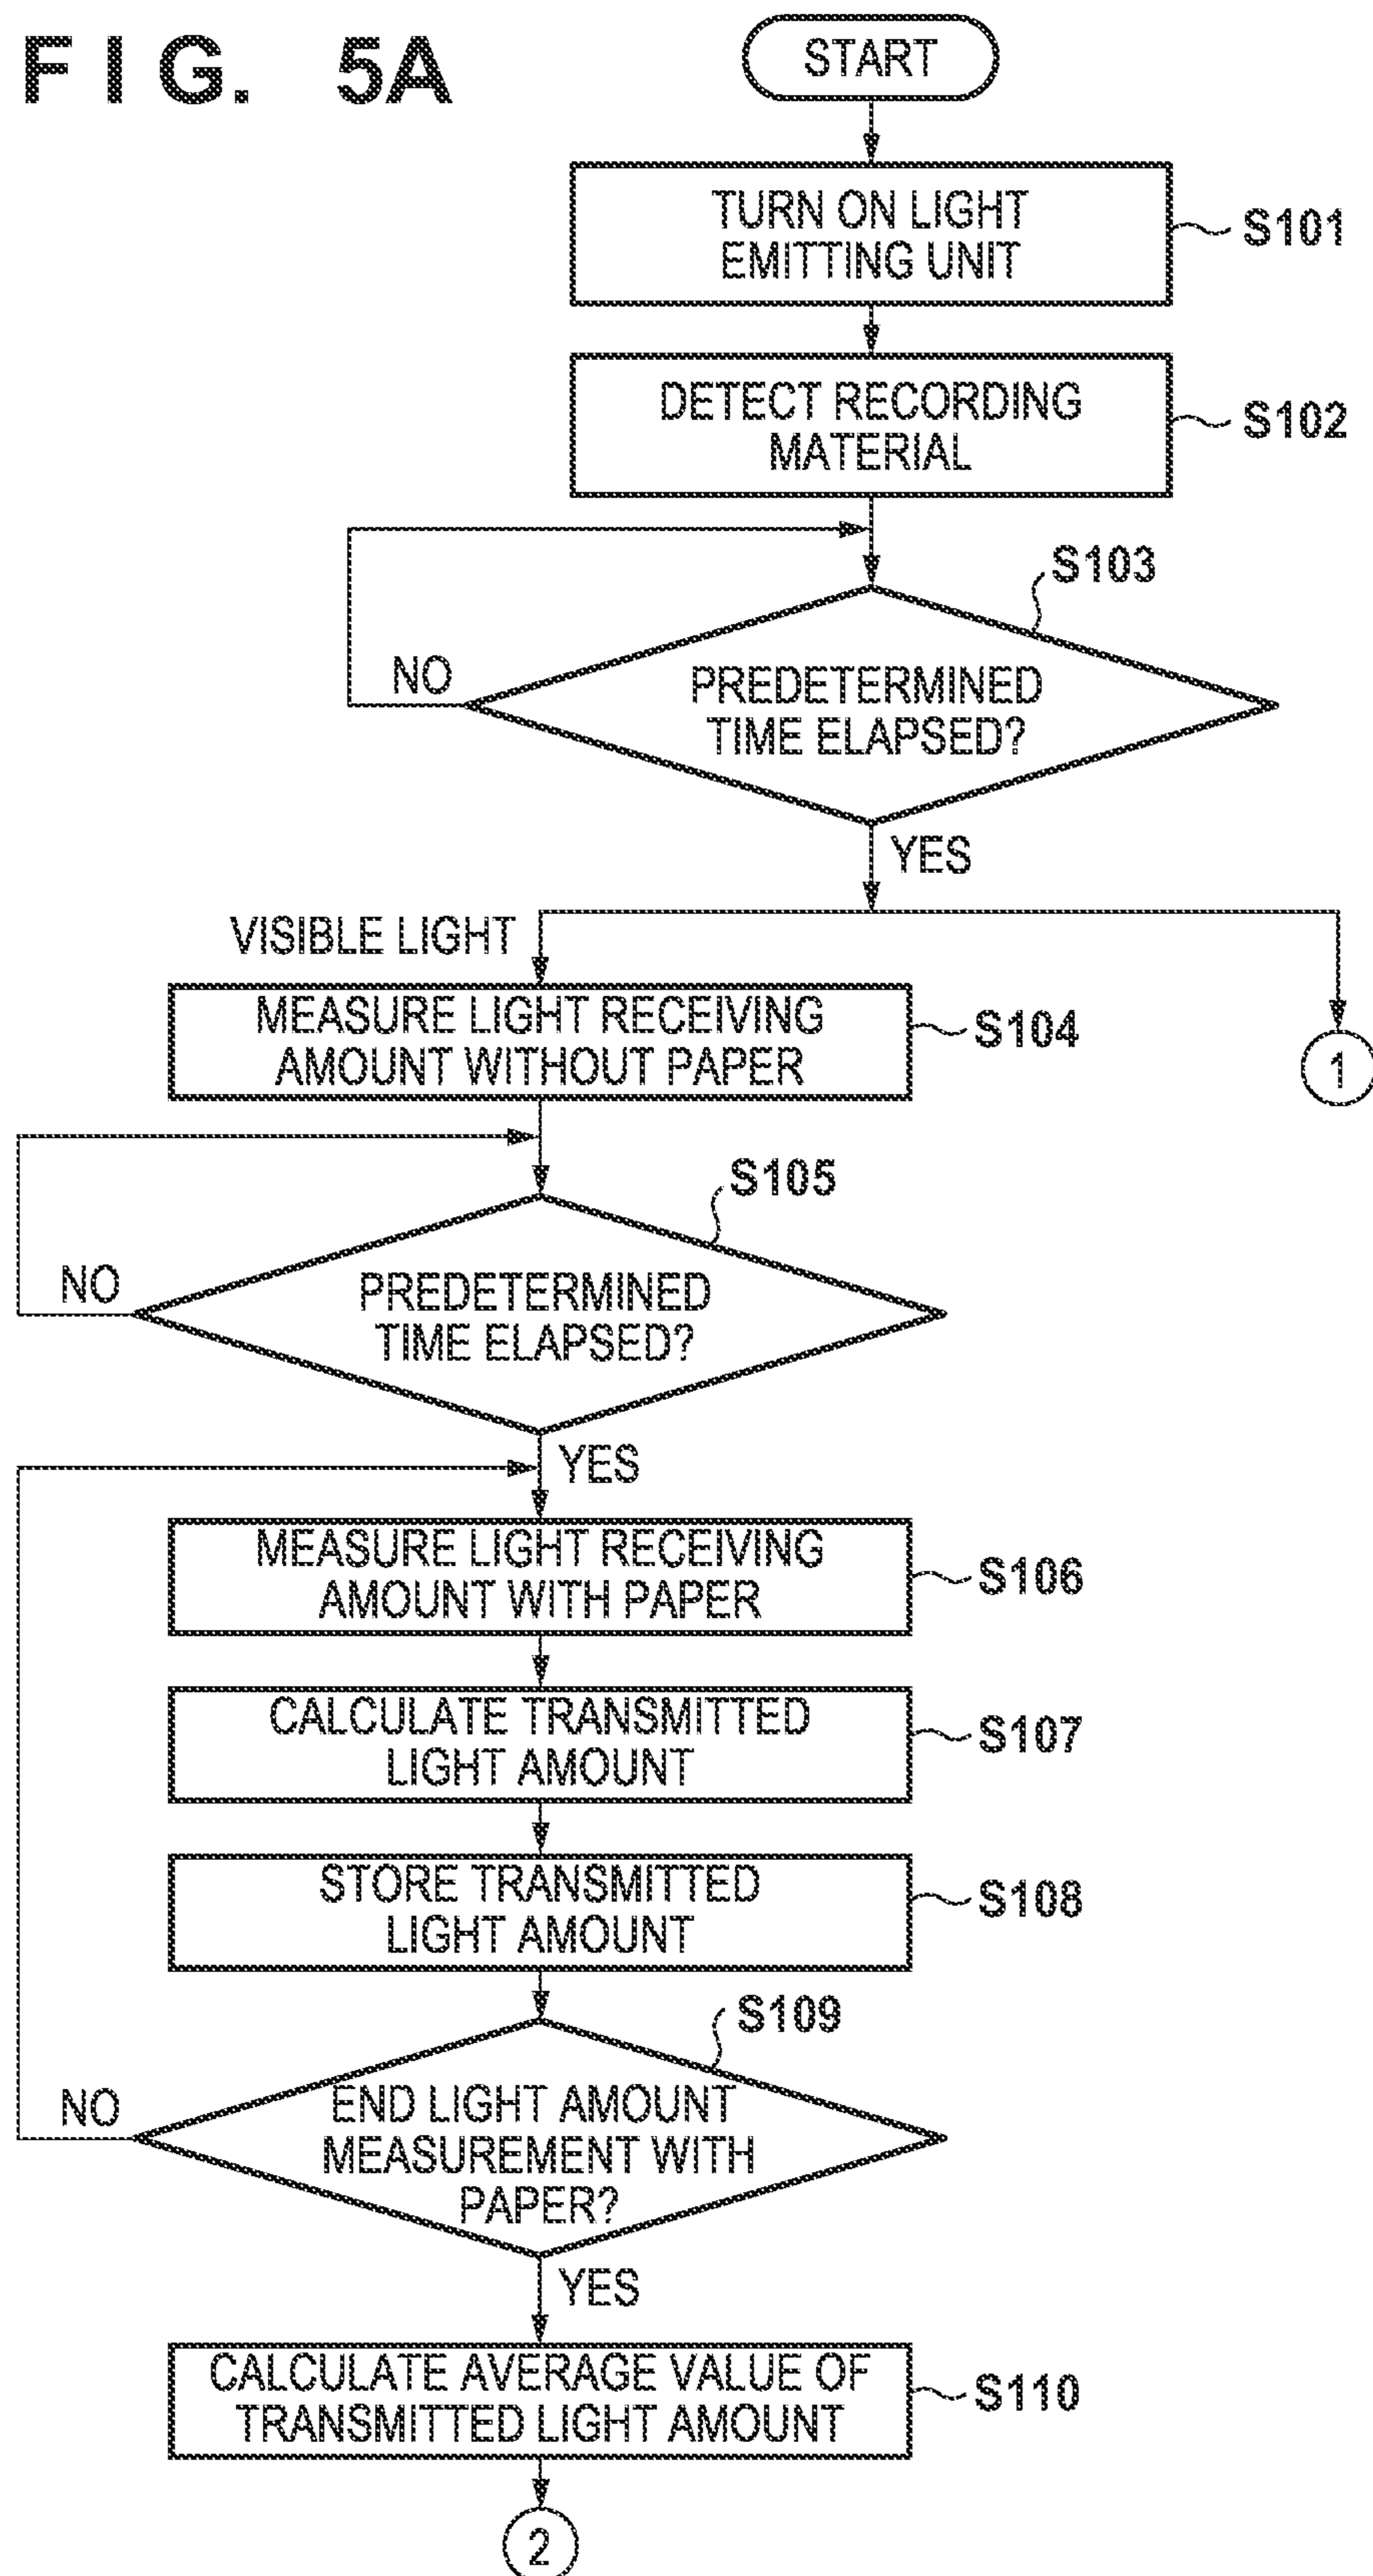 FIG. 5A
START
TURN ON LIGHT
EMITTING UNIT
S101
DETECT RECORDING
MATERIAL
S102
S103
NO
PREDETERMINED
TIME ELAPSED?
YES
VISIBLE LIGHT
MEASURE LIGHT RECEIVING
AMOUNT WITHOUT PAPER
S104
1
S105
NO
PREDETERMINED
TIME ELAPSED?
YES
MEASURE LIGHT RECEIVING
AMOUNT WITH PAPER
S106
CALCULATE TRANSMITTED
LIGHT AMOUNT
S107
STORE TRANSMITTED
LIGHT AMOUNT
S108
S109
NO
END LIGHT AMOUNT
MEASUREMENT WITH
PAPER?
YES
CALCULATE AVERAGE VALUE OF
TRANSMITTED LIGHT AMOUNT
S110
2